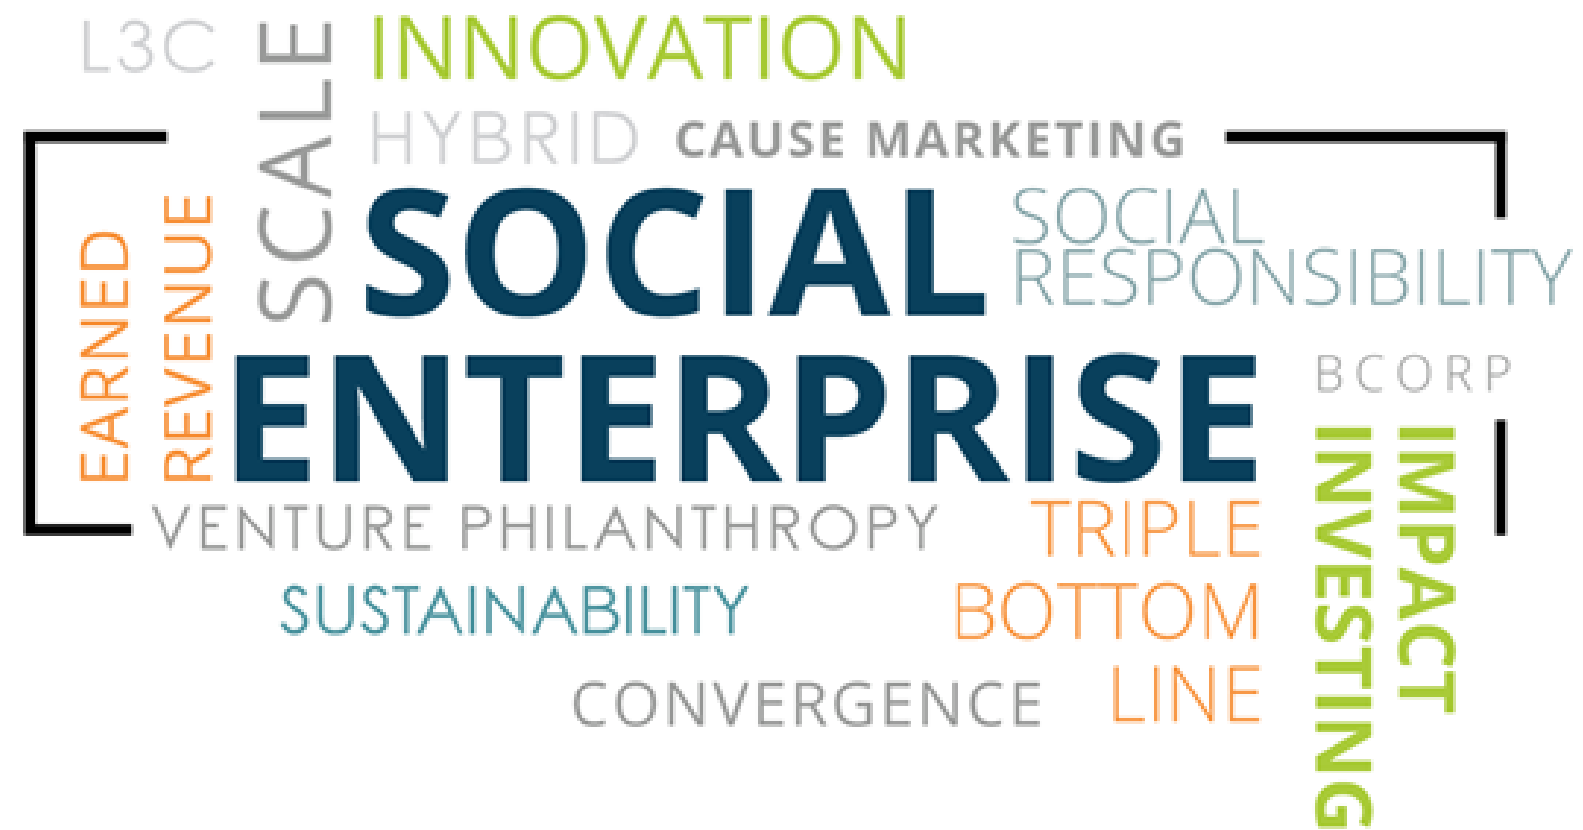 L3C
SCALE
INNOVATION
HYBRID
CAUSE MARKETING
EARNED
REVENUE
SOCIAL
SOCIAL
RESPONSIBILITY
ENTERPRISE
BCORP
IMPACT
INVESTING
VENTURE PHILANTHROPY
TRIPLE
BOTTOM
LINE
SUSTAINABILITY
CONVERGENCE